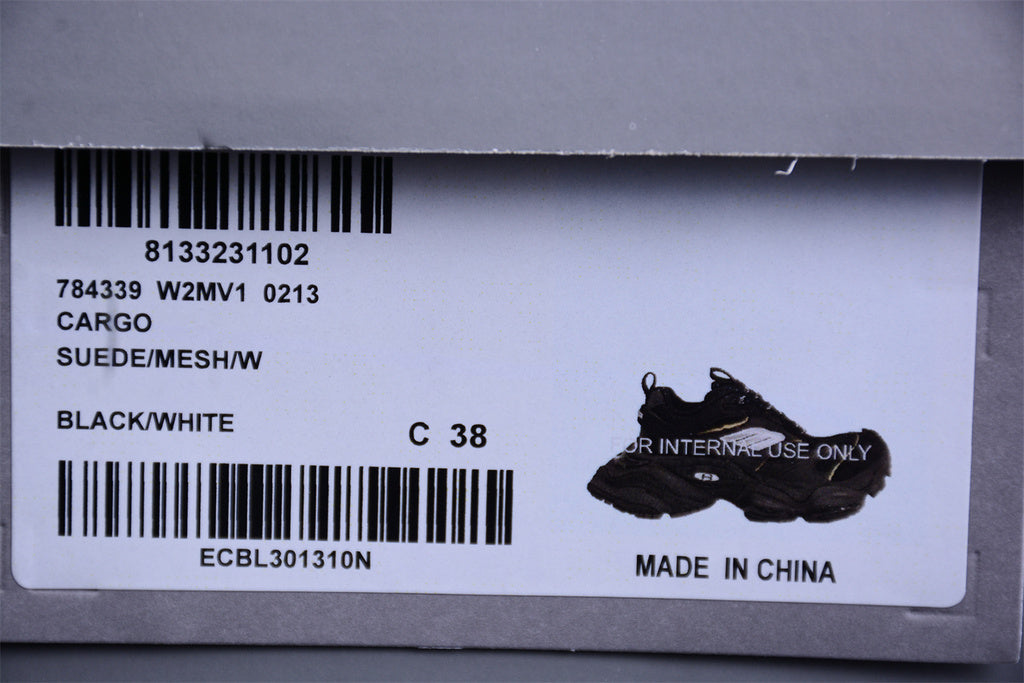 8133231102
784339 W2MV1 0213
CARGO
SUEDE/MESH/W
BLACK/WHITE
C 38
FOR INTERNAL USE ONLY
ECBL301310N
MADE IN CHINA